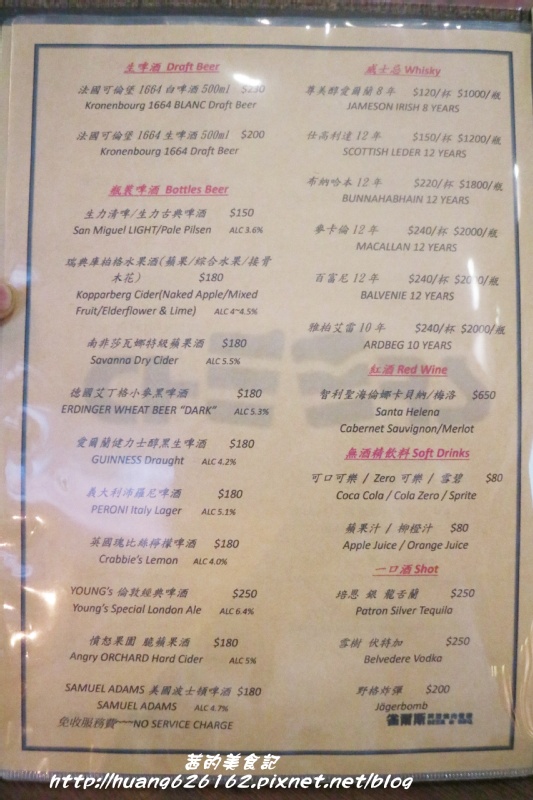 生啤酒 Draft Beer
法國可倫堡 1664 白啤酒 500ml $230
Kronenbourg 1664 BLANC Draft Beer
法國可倫堡 1664 生啤酒 500ml $200
Kronenbourg 1664 Draft Beer
瓶裝啤酒 Bottles Beer
生力清啤/生力古典啤酒 $150
San Miguel LIGHT/Pale Pilsen ALC 3.6%
瑞典庫柏格水果酒(蘋果/綜合水果/接骨
木花) $180
Kopparberg Cider(Naked Apple/Mixed
Fruit/Elderflower & Lime) ALC 4~4.5%
南非莎瓦娜特級蘋果酒 $180
Savanna Dry Cider ALC 5.5%
德國艾丁格小麥黑啤酒 $180
ERDINGER WHEAT BEER "DARK" ALC 5.3%
愛爾蘭健力士醇黑生啤酒 $180
GUINNESS Draught ALC 4.2%
義大利沛羅尼啤酒 $180
PERONI Italy Lager ALC 5.1%
英國瑰比絲檸檬啤酒 $180
Crabbie's Lemon ALC 4.0%
YOUNG's 倫敦經典啤酒 $250
Young's Special London Ale ALC 6.4%
憤怒果園 脆蘋果酒 $180
Angry ORCHARD Hard Cider ALC 5%
SAMUEL ADAMS 美國波士頓啤酒 $180
SAMUEL ADAMS ALC 4.7%
免收服務費~~~NO SERVICE CHARGE
威士忌 Whisky
尊美醇愛爾蘭 8 年 $120/杯 $1000/瓶
JAMESON IRISH 8 YEARS
仕高利達 12 年 $150/杯 $1200/瓶
SCOTTISH LEDER 12 YEARS
布納哈本 12 年 $220/杯 $1800/瓶
BUNNAHABHAIN 12 YEARS
麥卡倫 12 年 $240/杯 $2000/瓶
MACALLAN 12 YEARS
百富尼 12 年 $240/杯 $2000/瓶
BALVENIE 12 YEARS
雅柏艾雷 10 年 $240/杯 $2000/瓶
ARDBEG 10 YEARS
紅酒 Red Wine
智利聖海倫娜卡貝納/梅洛 $650
Santa Helena
Cabernet Sauvignon/Merlot
無酒精飲料 Soft Drinks
可口可樂 / Zero 可樂 / 雪碧 $80
Coca Cola / Cola Zero / Sprite
蘋果汁 / 柳橙汁 $80
Apple Juice / Orange Juice
一口酒 Shot
培恩 銀 龍舌蘭 $250
Patron Silver Tequila
雪樹 伏特加 $250
Belvedere Vodka
野格炸彈 $200
Jägerbomb
雀爾斯
茜的美食記
http://huang626162.pixnet.net/blog